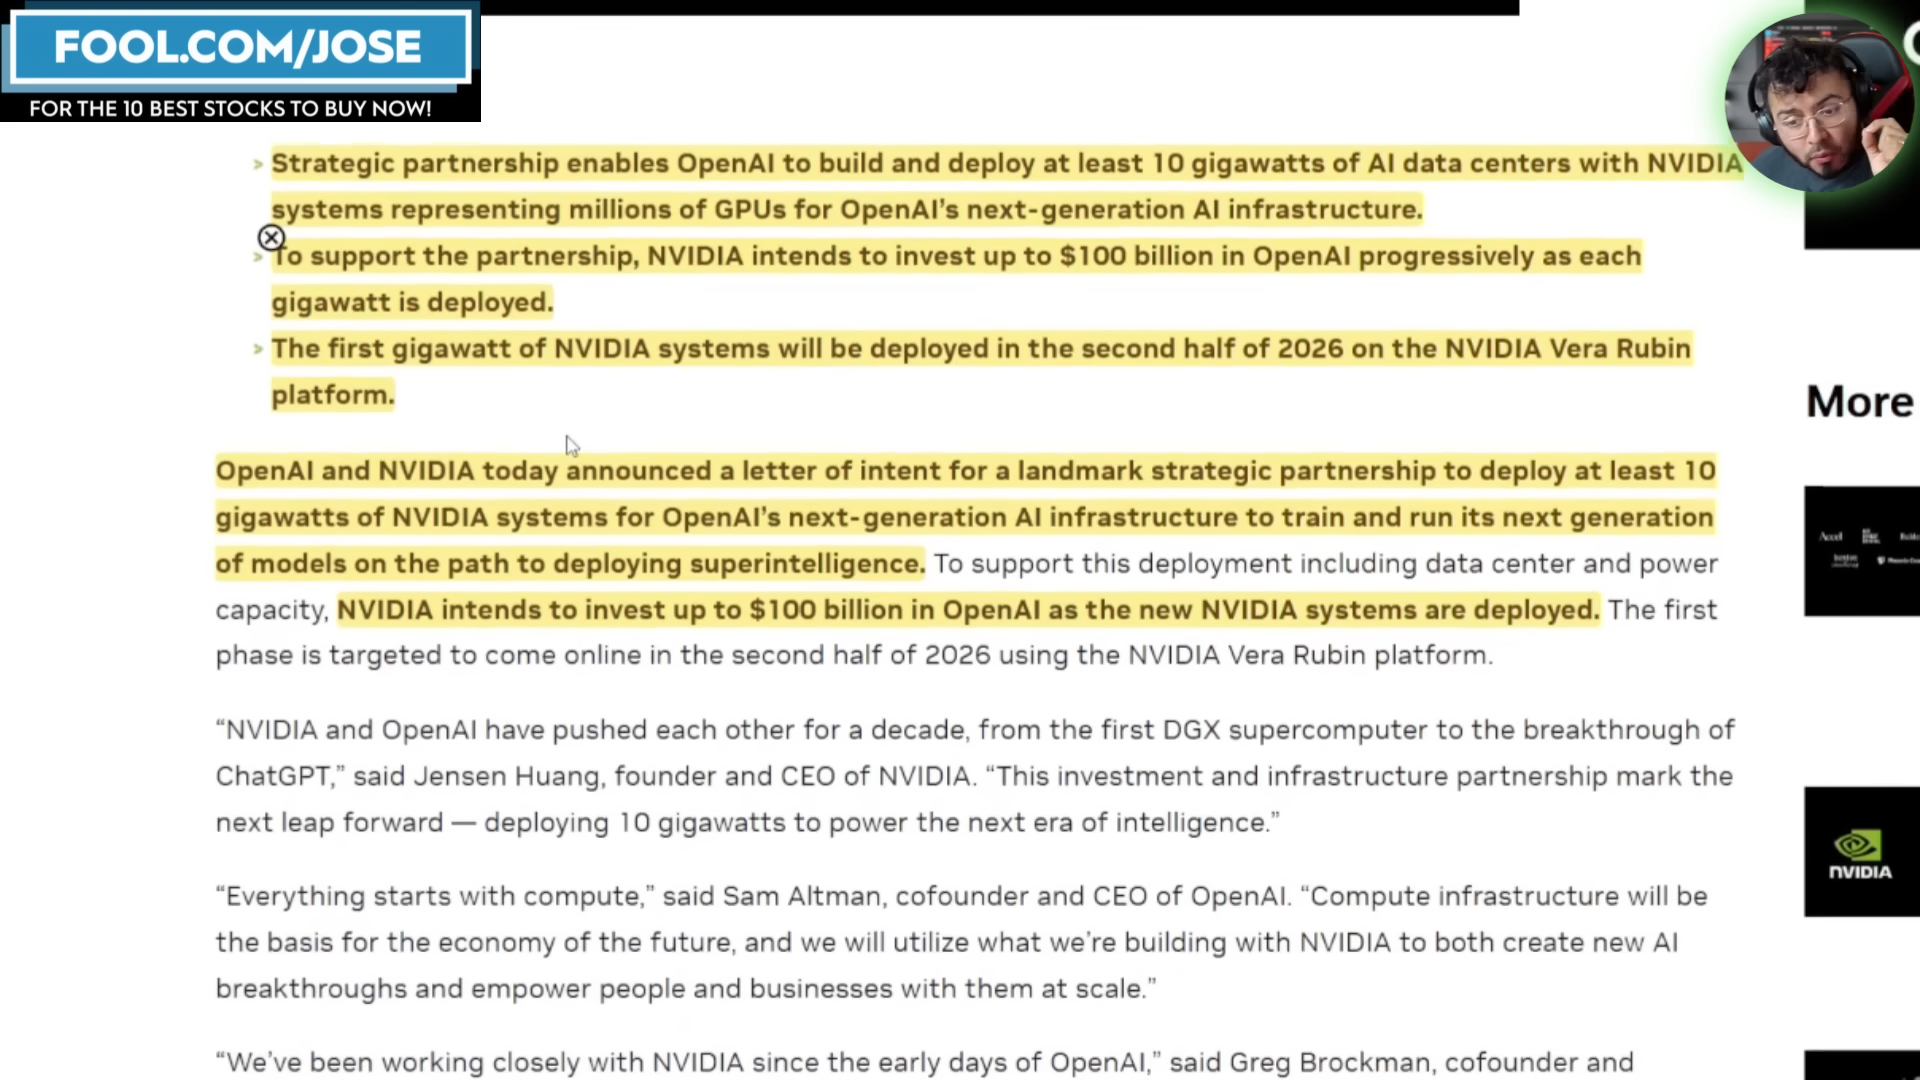 FOOL.COM/JOSE
FOR THE 10 BEST STOCKS TO BUY NOW!
> Strategic partnership enables OpenAI to build and deploy at least 10 gigawatts of AI data centers with NVIDIA
systems representing millions of GPUs for OpenAI’s next-generation AI infrastructure.
> To support the partnership, NVIDIA intends to invest up to $100 billion in OpenAI progressively as each
gigawatt is deployed.
> The first gigawatt of NVIDIA systems will be deployed in the second half of 2026 on the NVIDIA Vera Rubin
platform.
OpenAI and NVIDIA today announced a letter of intent for a landmark strategic partnership to deploy at least 10
gigawatts of NVIDIA systems for OpenAI’s next-generation AI infrastructure to train and run its next generation
of models on the path to deploying superintelligence. To support this deployment including data center and power
capacity, NVIDIA intends to invest up to $100 billion in OpenAI as the new NVIDIA systems are deployed. The first
phase is targeted to come online in the second half of 2026 using the NVIDIA Vera Rubin platform.
“NVIDIA and OpenAI have pushed each other for a decade, from the first DGX supercomputer to the breakthrough of
ChatGPT,” said Jensen Huang, founder and CEO of NVIDIA. “This investment and infrastructure partnership mark the
next leap forward — deploying 10 gigawatts to power the next era of intelligence.”
“Everything starts with compute,” said Sam Altman, cofounder and CEO of OpenAI. “Compute infrastructure will be
the basis for the economy of the future, and we will utilize what we’re building with NVIDIA to both create new AI
breakthroughs and empower people and businesses with them at scale.”
“We’ve been working closely with NVIDIA since the early days of OpenAI,” said Greg Brockman, cofounder and
More
Accel
NVIDIA